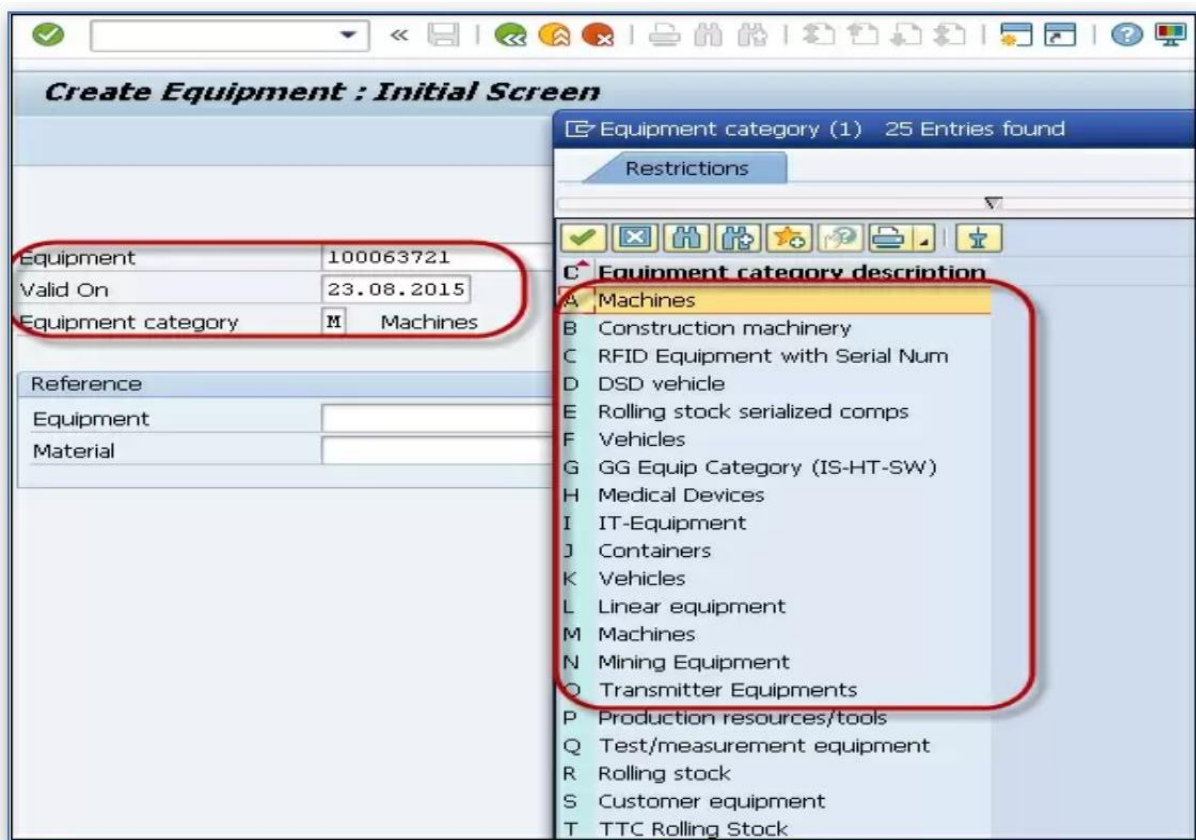 Create Equipment : Initial Screen
Equipment category (1) 25 Entries found
Restrictions
Equipment 100063721
Valid On 23.08.2015
Equipment category M Machines
Reference
Equipment
Material
C Equipment category description
A Machines
B Construction machinery
C RFID Equipment with Serial Num
D DSD vehicle
E Rolling stock serialized comps
F Vehicles
G GG Equip Category (IS-HT-SW)
H Medical Devices
I IT-Equipment
J Containers
K Vehicles
L Linear equipment
M Machines
N Mining Equipment
O Transmitter Equipments
P Production resources/tools
Q Test/measurement equipment
R Rolling stock
S Customer equipment
T TTC Rolling Stock